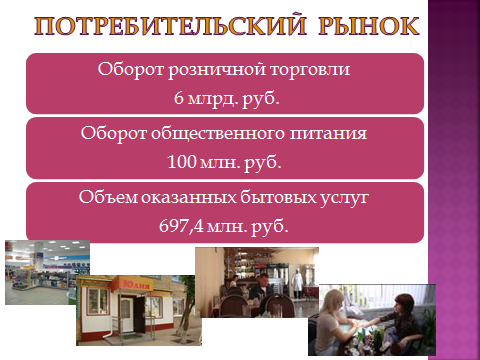 ПОТРЕБИТЕЛЬСКИЙ РЫНОК
Оборот розничной торговли
6 млрд. руб.
Оборот общественного питания
100 млн. руб.
Объем оказанных бытовых услуг
697,4 млн. руб.
Юлия